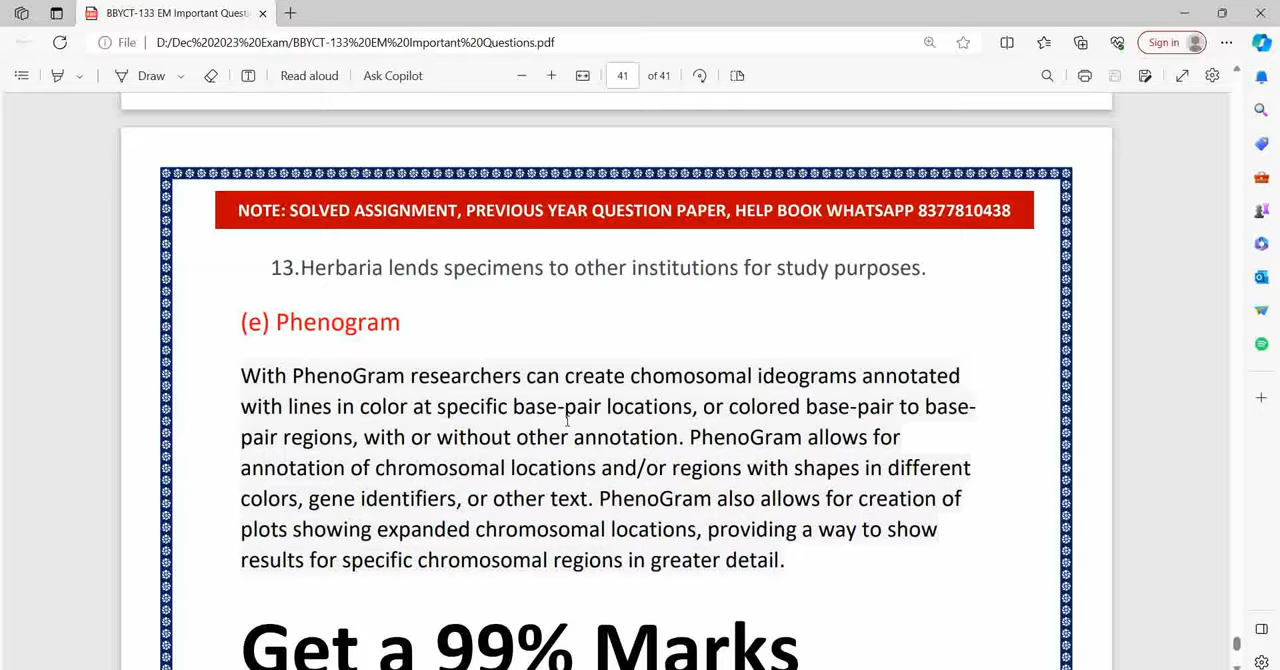 BBYCT-133 EM Important Questi
File D:/Dec%202023%20Exam/BBYCT-133%20EM%20Important%20Questions.pdf
Sign in
Draw Read aloud Ask Copilot 41 of 41
NOTE: SOLVED ASSIGNMENT, PREVIOUS YEAR QUESTION PAPER, HELP BOOK WHATSAPP 8377810438
13.Herbaria lends specimens to other institutions for study purposes.
(e) Phenogram
With PhenoGram researchers can create chomosomal ideograms annotated
with lines in color at specific base-pair locations, or colored base-pair to base-
pair regions, with or without other annotation. PhenoGram allows for
annotation of chromosomal locations and/or regions with shapes in different
colors, gene identifiers, or other text. PhenoGram also allows for creation of
plots showing expanded chromosomal locations, providing a way to show
results for specific chromosomal regions in greater detail.
Get a 99% Marks